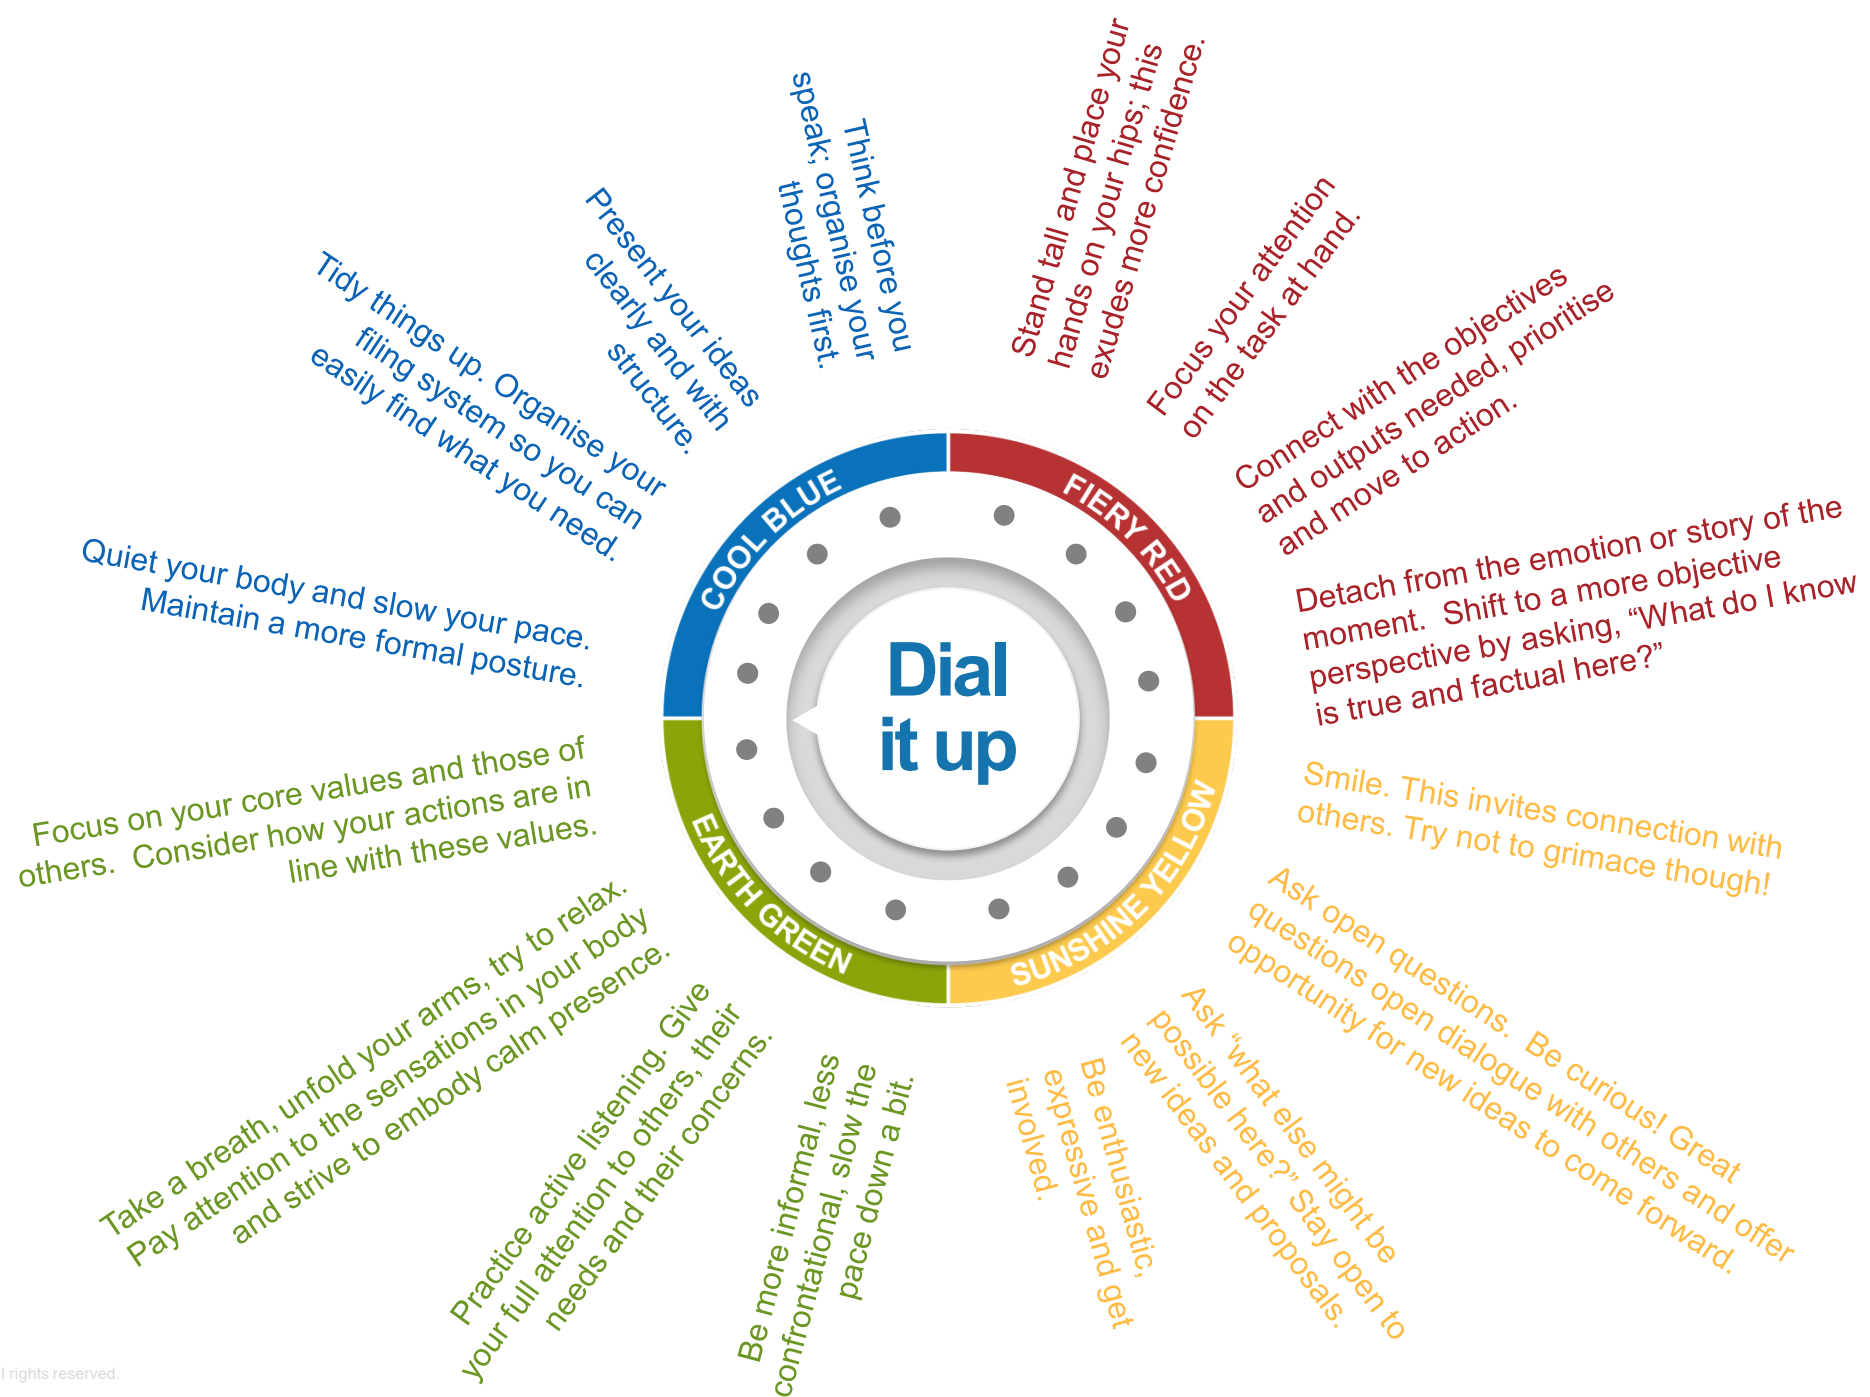 Dial
it up
FIERY RED
Stand tall and place your
hands on your hips; this
exudes more confidence.
Focus your attention
on the task at hand.
Connect with the objectives
and outputs needed, prioritise
and move to action.
Detach from the emotion or story of the
moment.  Shift to a more objective
perspective by asking, “What do I know
is true and factual here?”
SUNSHINE YELLOW
Smile. This invites connection with
others. Try not to grimace though!
Ask open questions.  Be curious! Great
questions open dialogue with others and offer
opportunity for new ideas to come forward.
Ask “what else might be
possible here?” Stay open to
new ideas and proposals.
Be enthusiastic,
expressive and get
involved.
EARTH GREEN
Be more informal, less
confrontational, slow the
pace down a bit.
Practice active listening. Give
your full attention to others, their
needs and their concerns.
Take a breath, unfold your arms, try to relax.
Pay attention to the sensations in your body
and strive to embody calm presence.
Focus on your core values and those of
others.  Consider how your actions are in
line with these values.
COOL BLUE
Quiet your body and slow your pace.
Maintain a more formal posture.
Tidy things up. Organise your
filing system so you can
easily find what you need.
Present your ideas
clearly and with
structure.
Think before you
speak; organise your
thoughts first.
l rights reserved.